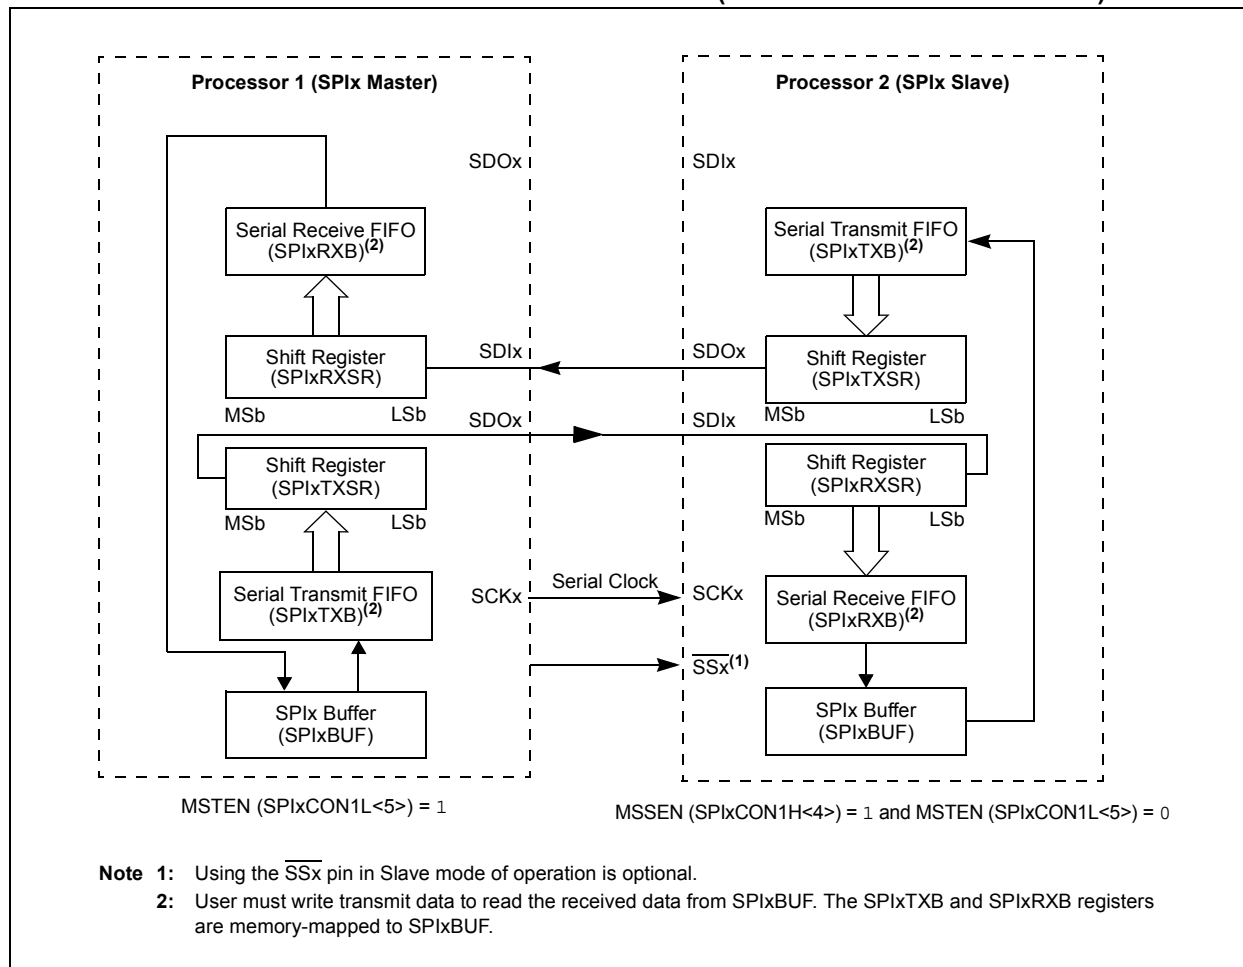 Processor 1 (SPIx Master)
Processor 2 (SPIx Slave)
SDOx
SDIx
Serial Receive FIFO
(SPIxRXB)(2)
Serial Transmit FIFO
(SPIxTXB)(2)
Shift Register
(SPIxRXSR)
SDIx
SDOx
Shift Register
(SPIxTXSR)
MSb
LSb
MSb
LSb
SDOx
SDIx
Shift Register
(SPIxTXSR)
Shift Register
(SPIxRXSR)
MSb
LSb
MSb
LSb
Serial Transmit FIFO
(SPIxTXB)(2)
SCKx
Serial Clock
SCKx
Serial Receive FIFO
(SPIxRXB)(2)
SSx(1)
SPIx Buffer
(SPIxBUF)
SPIx Buffer
(SPIxBUF)
MSTEN (SPIxCON1L<5>) = 1
MSSEN (SPIxCON1H<4>) = 1 and MSTEN (SPIxCON1L<5>) = 0
Note 1: Using the SSx pin in Slave mode of operation is optional.
2: User must write transmit data to read the received data from SPIxBUF. The SPIxTXB and SPIxRXB registers
are memory-mapped to SPIxBUF.